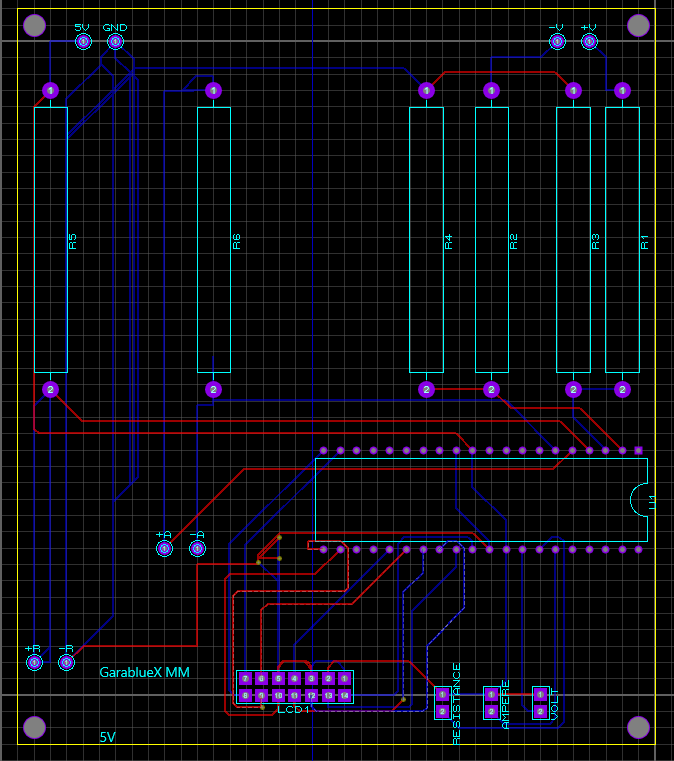 5V GND -V +V
1 1 1 1 1 1
R5 R6 R4 R2 R3 R1
2 2 2 2 2 2
U1
+A -A
+R -R
GarablueX MM
7 6 5 4 3 2 1
8 9 10 11 12 13 14
LCD1
1 1 1
2 2 2
RESISTANCE
AMPERE
VOLT
5V